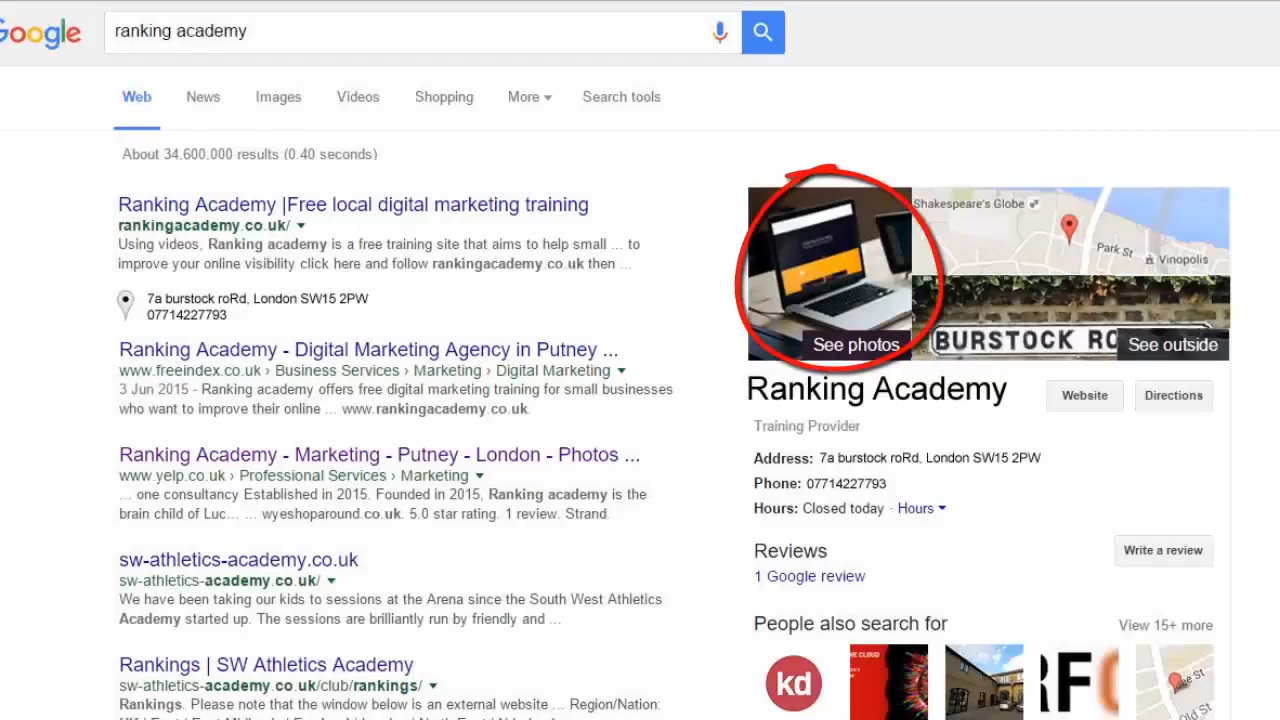 Google
ranking academy
Web News Images Videos Shopping More Search tools
About 34,600,000 results (0.40 seconds)
Ranking Academy |Free local digital marketing training
rankingacademy.co.uk/
Using videos, Ranking academy is a free training site that aims to help small ... to
improve your online visibility click here and follow rankingacademy.co.uk then ...
7a burstock roRd, London SW15 2PW
07714227793
Ranking Academy - Digital Marketing Agency in Putney ...
www.freeindex.co.uk › Business Services › Marketing › Digital Marketing
3 Jun 2015 - Ranking academy offers free digital marketing training for small businesses
who want to improve their online ... www.rankingacademy.co.uk.
Ranking Academy - Marketing - Putney - London - Photos ...
www.yelp.co.uk › Professional Services › Marketing
... one consultancy Established in 2015. Founded in 2015, Ranking academy is the
brain child of Luc... ... wyeshoparound.co.uk. 5.0 star rating. 1 review. Strand.
sw-athletics-academy.co.uk
sw-athletics-academy.co.uk/
We have been taking our kids to sessions at the Arena since the South West Athletics
Academy started up. The sessions are brilliantly run by friendly and ...
Rankings | SW Athletics Academy
sw-athletics-academy.co.uk/club/rankings/
Rankings. Please note that the window below is an external website ... Region/Nation:
Shakespeare's Globe
Park St
Vinopolis
BURSTOCK RO
See photos
See outside
Ranking Academy
Website
Directions
Training Provider
Address: 7a burstock roRd, London SW15 2PW
Phone: 07714227793
Hours: Closed today · Hours
Reviews
Write a review
1 Google review
People also search for
View 15+ more
kd
WE CLOUD
RFC
Old St